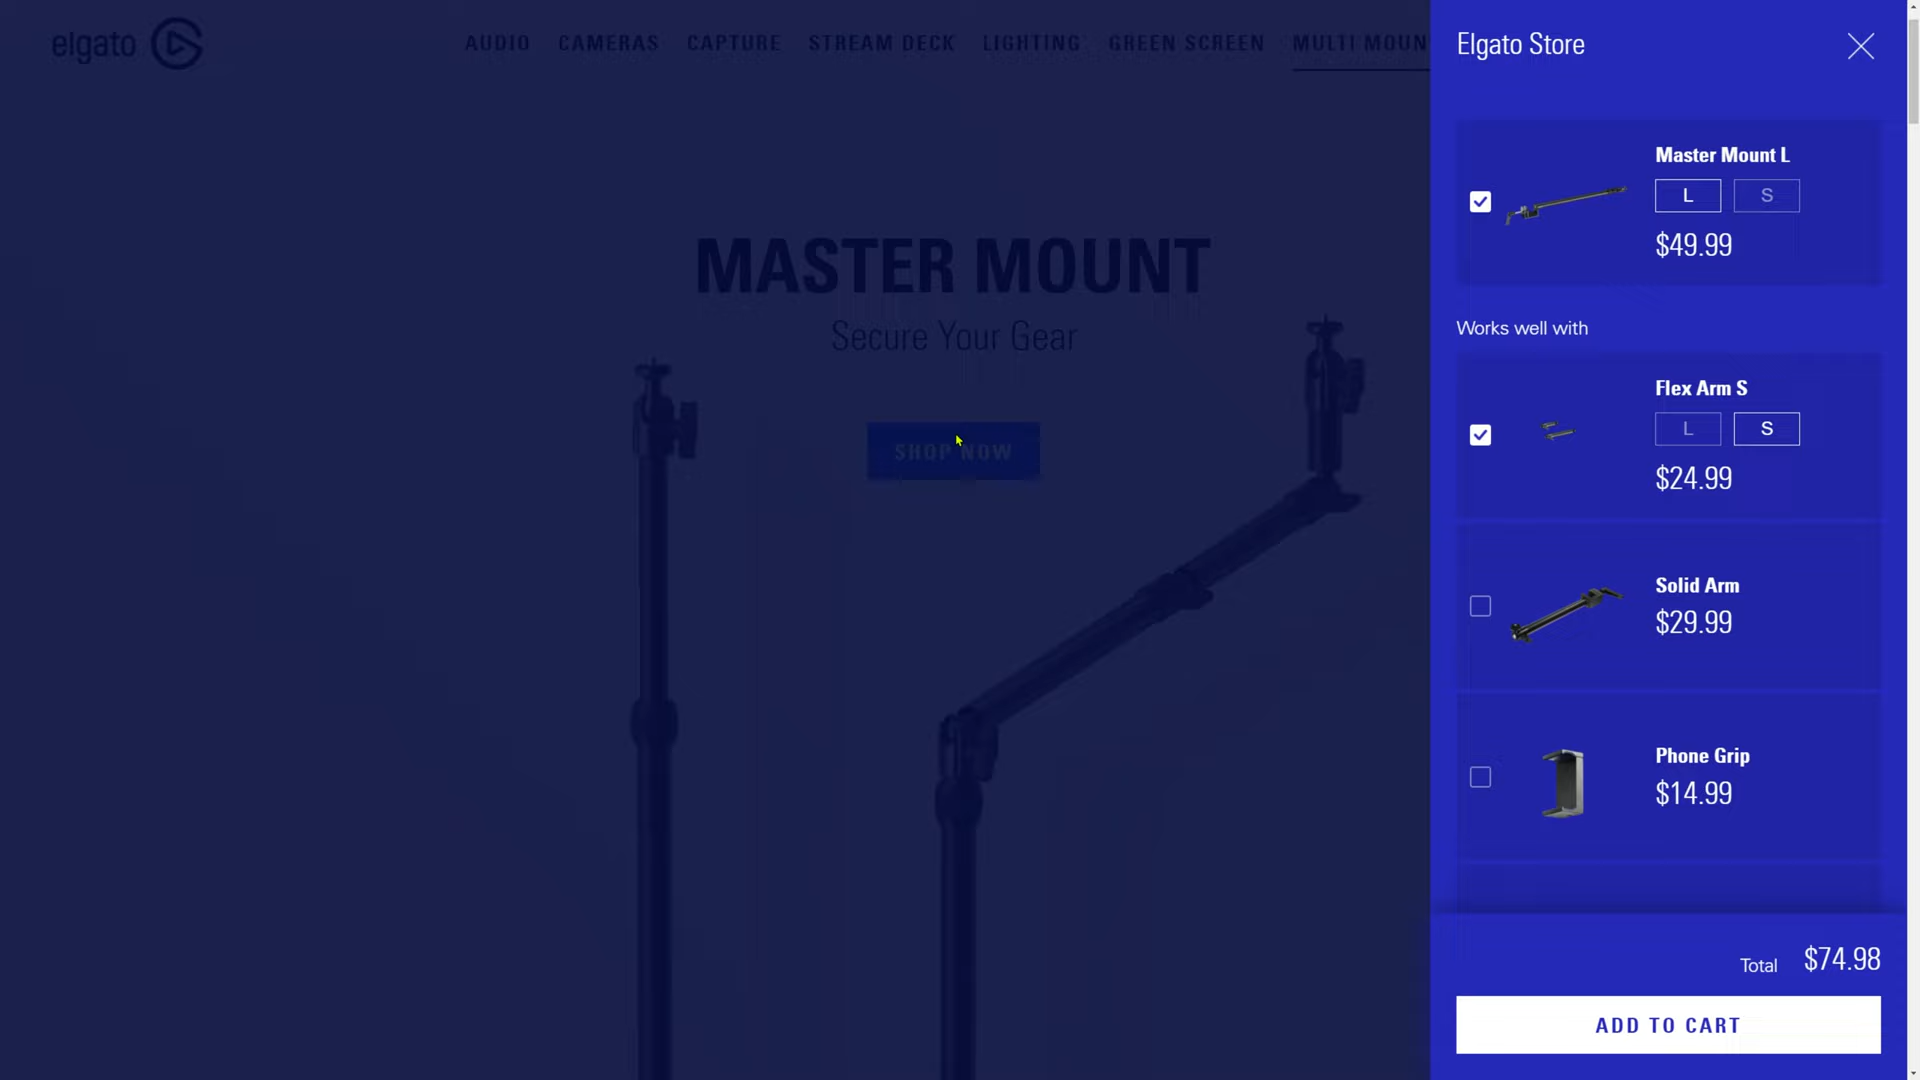 elgato
AUDIO CAMERAS CAPTURE STREAM DECK LIGHTING GREEN SCREEN MULTI MOUN
MASTER MOUNT
Secure Your Gear
SHOP NOW
Elgato Store
Master Mount L
L S
$49.99
Works well with
Flex Arm S
L S
$24.99
Solid Arm
$29.99
Phone Grip
$14.99
Total $74.98
ADD TO CART